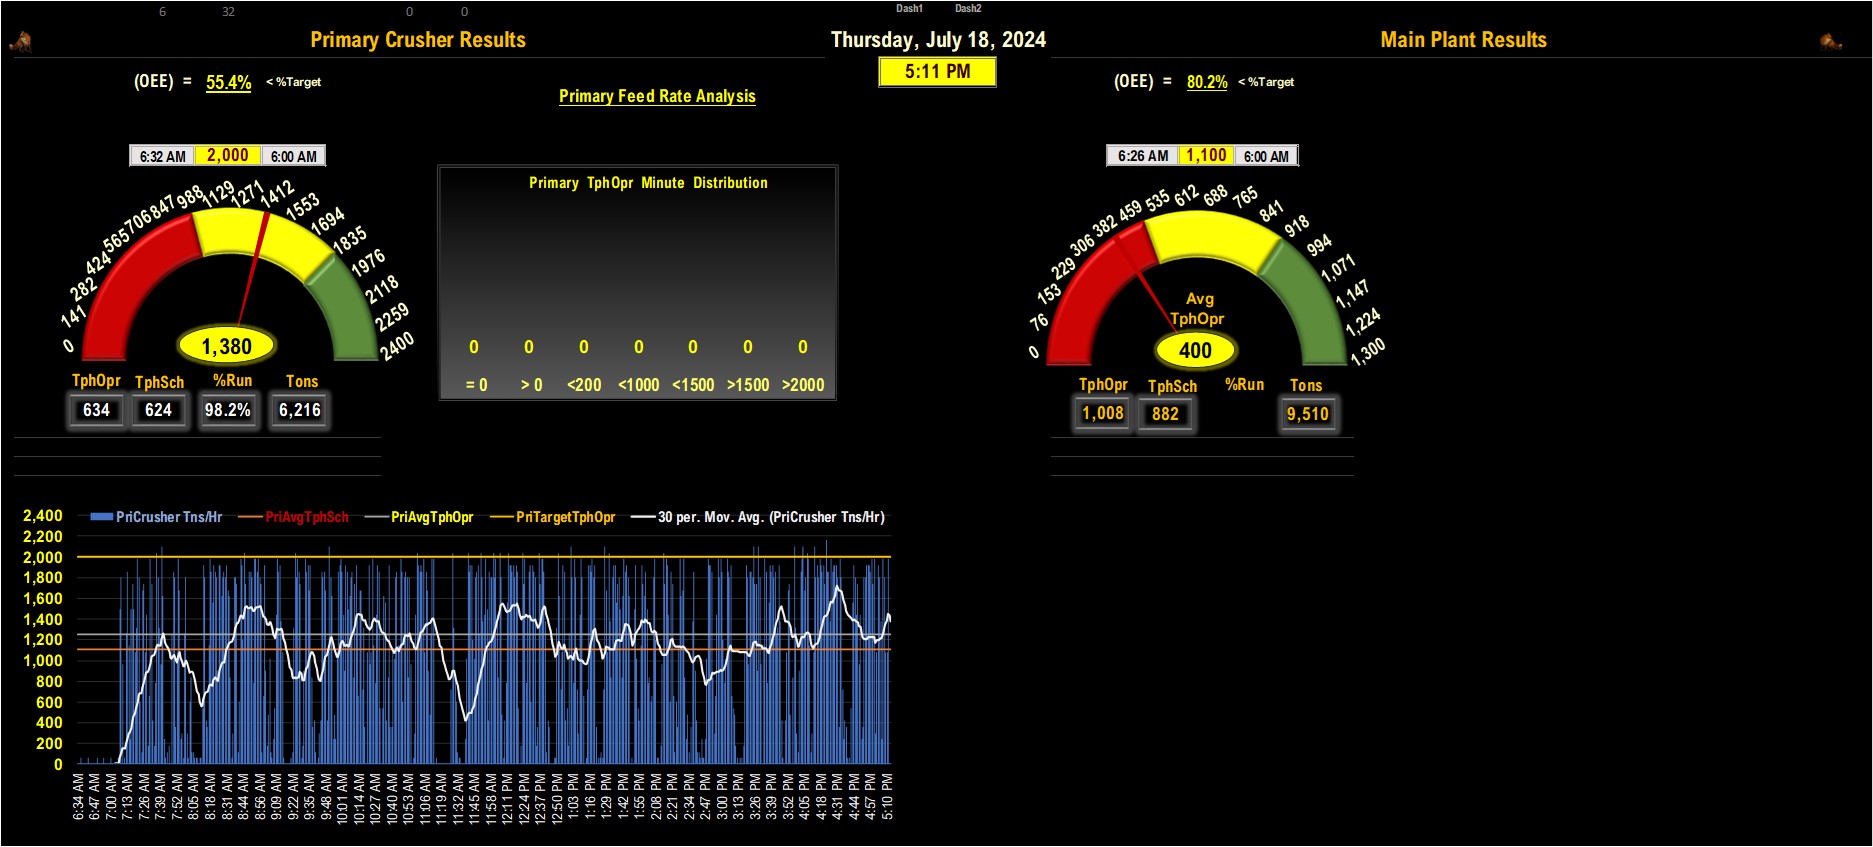 6 32 0 0 Dash1 Dash2
Primary Crusher Results
Thursday, July 18, 2024
Main Plant Results
5:11 PM
(OEE) = 55.4% < %Target
(OEE) = 80.2% < %Target
Primary Feed Rate Analysis
6:32 AM 2,000 6:00 AM
0 141 282 424 565 706 847 988 1129 1271 1412 1553 1694 1835 1976 2118 2259 2400
1,380
TphOpr TphSch %Run Tons
634 624 98.2% 6,216
Primary TphOpr Minute Distribution
0 0 0 0 0 0 0
= 0 > 0 <200 <1000 <1500 >1500 >2000
6:26 AM 1,100 6:00 AM
0 76 153 229 306 382 459 535 612 688 765 841 918 994 1,071 1,147 1,224 1,300
Avg
TphOpr
400
TphOpr TphSch %Run Tons
1,008 882 9,510
PriCrusher Tns/Hr PriAvgTphSch PriAvgTphOpr PriTargetTphOpr 30 per. Mov. Avg. (PriCrusher Tns/Hr)
2,400
2,200
2,000
1,800
1,600
1,400
1,200
1,000
800
600
400
200
0
6:34 AM 6:47 AM 7:00 AM 7:13 AM 7:26 AM 7:39 AM 7:52 AM 8:05 AM 8:18 AM 8:31 AM 8:44 AM 8:56 AM 9:09 AM 9:22 AM 9:35 AM 9:48 AM 10:01 AM 10:14 AM 10:27 AM 10:40 AM 10:53 AM 11:06 AM 11:19 AM 11:32 AM 11:45 AM 11:58 AM 12:11 PM 12:24 PM 12:37 PM 12:50 PM 1:03 PM 1:16 PM 1:29 PM 1:42 PM 1:55 PM 2:08 PM 2:21 PM 2:34 PM 2:47 PM 3:00 PM 3:13 PM 3:26 PM 3:39 PM 3:52 PM 4:05 PM 4:18 PM 4:31 PM 4:44 PM 4:57 PM 5:10 PM